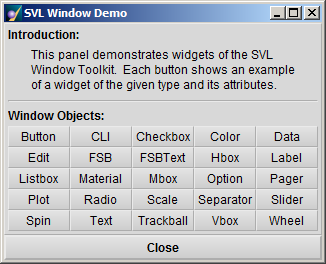 SVL Window Demo
Introduction:
This panel demonstrates widgets of the SVL
Window Toolkit. Each button shows an example
of a widget of the given type and its attributes.
Window Objects:
Button CLI Checkbox Color Data
Edit FSB FSBText Hbox Label
Listbox Material Mbox Option Pager
Plot Radio Scale Separator Slider
Spin Text Trackball Vbox Wheel
Close